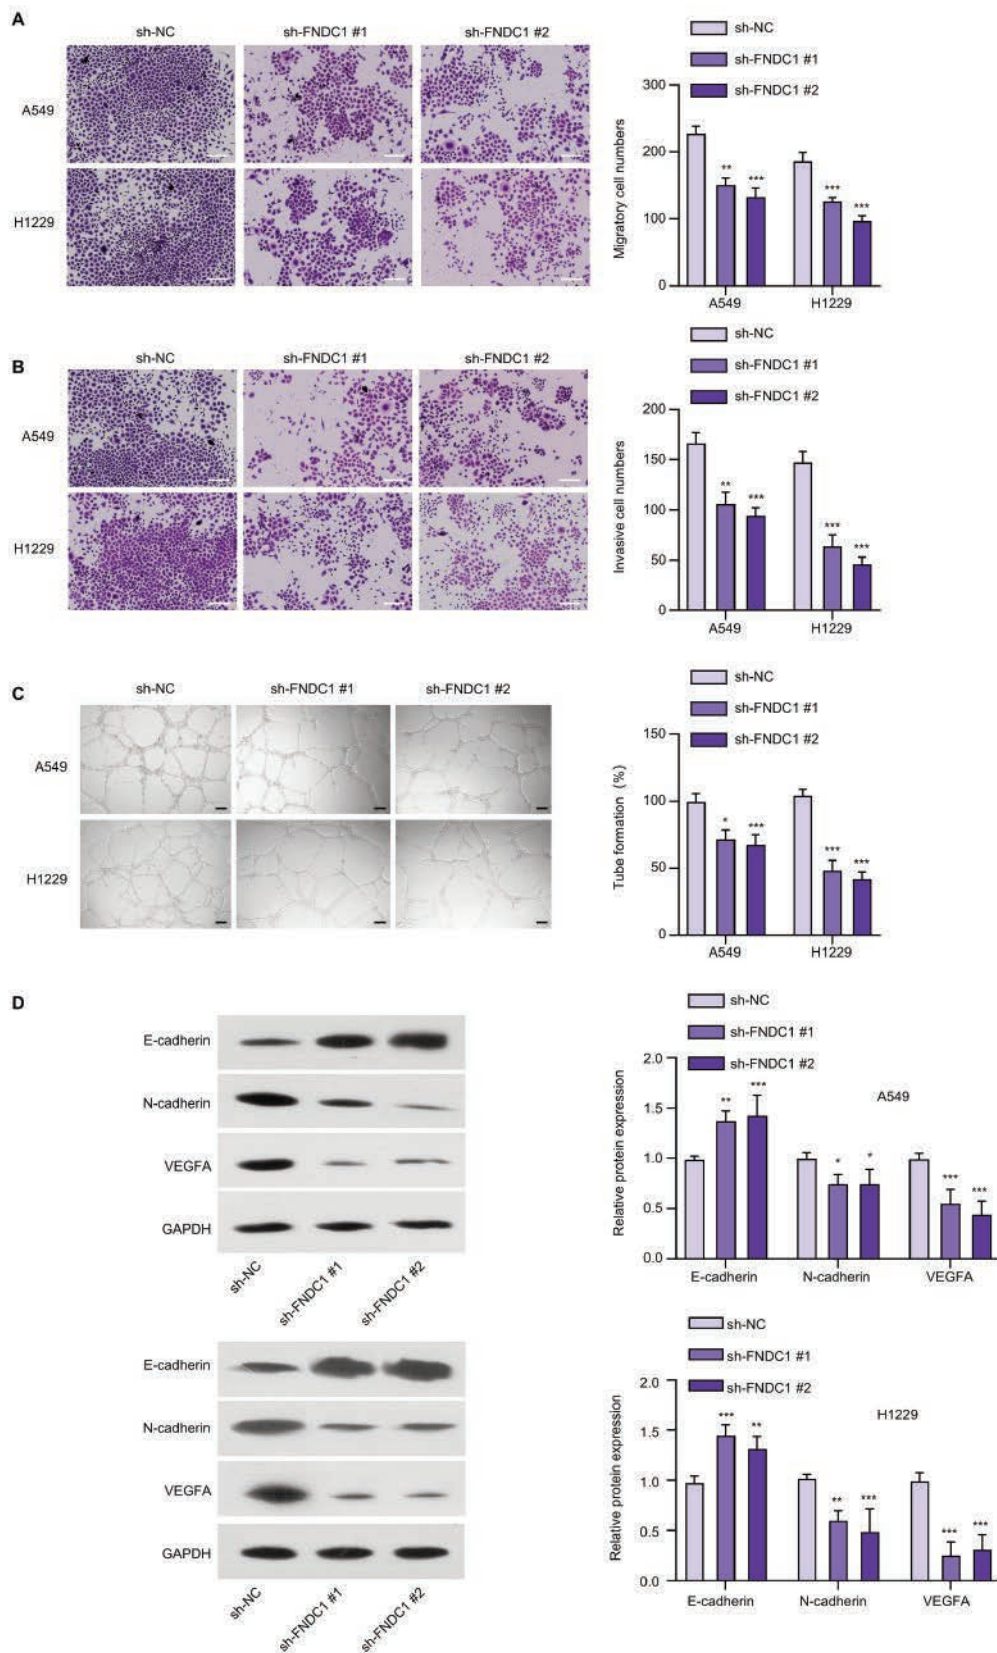 A
sh-NC
sh-FNDC1 #1
sh-FNDC1 #2
A549
H1229
sh-NC
sh-FNDC1 #1
sh-FNDC1 #2
Migratory cell numbers
300
200
100
0
**
***
***
***
A549
H1229
B
sh-NC
sh-FNDC1 #1
sh-FNDC1 #2
A549
H1229
sh-NC
sh-FNDC1 #1
sh-FNDC1 #2
Invasive cell numbers
200
150
100
50
0
**
***
***
***
A549
H1229
C
sh-NC
sh-FNDC1 #1
sh-FNDC1 #2
A549
H1229
sh-NC
sh-FNDC1 #1
sh-FNDC1 #2
Tube formation (%)
150
100
50
0
*
***
***
***
A549
H1229
D
E-cadherin
N-cadherin
VEGFA
GAPDH
sh-NC
sh-FNDC1 #1
sh-FNDC1 #2
sh-NC
sh-FNDC1 #1
sh-FNDC1 #2
A549
Relative protein expression
2.0
1.5
1.0
0.5
0.0
**
***
*
*
***
***
E-cadherin
N-cadherin
VEGFA
E-cadherin
N-cadherin
VEGFA
GAPDH
sh-NC
sh-FNDC1 #1
sh-FNDC1 #2
sh-NC
sh-FNDC1 #1
sh-FNDC1 #2
H1229
Relative protein expression
2.0
1.5
1.0
0.5
0.0
***
**
**
***
***
***
E-cadherin
N-cadherin
VEGFA